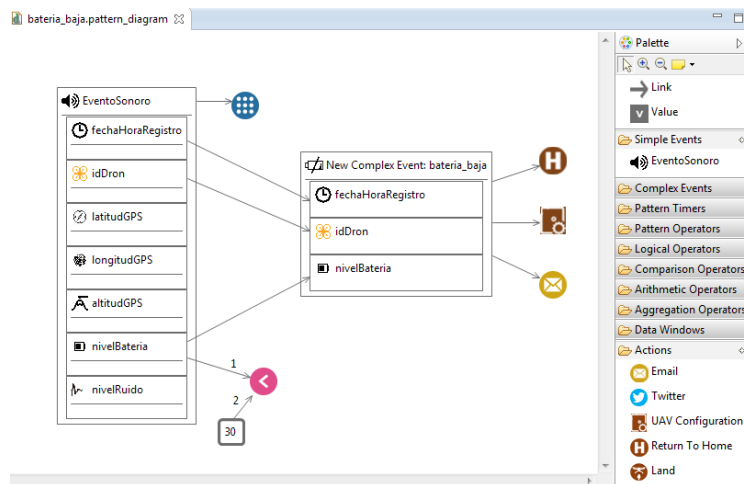 bateria_baja.pattern_diagram
EventoSonoro
fechaHoraRegistro
idDron
latitudGPS
longitudGPS
altitudGPS
nivelBateria
nivelRuido
1
2
30
New Complex Event: bateria_baja
fechaHoraRegistro
idDron
nivelBateria
H
Palette
Link
V Value
Simple Events
EventoSonoro
Complex Events
Pattern Timers
Pattern Operators
Logical Operators
Comparison Operators
Arithmetic Operators
Aggregation Operators
Data Windows
Actions
Email
Twitter
UAV Configuration
H Return To Home
Land